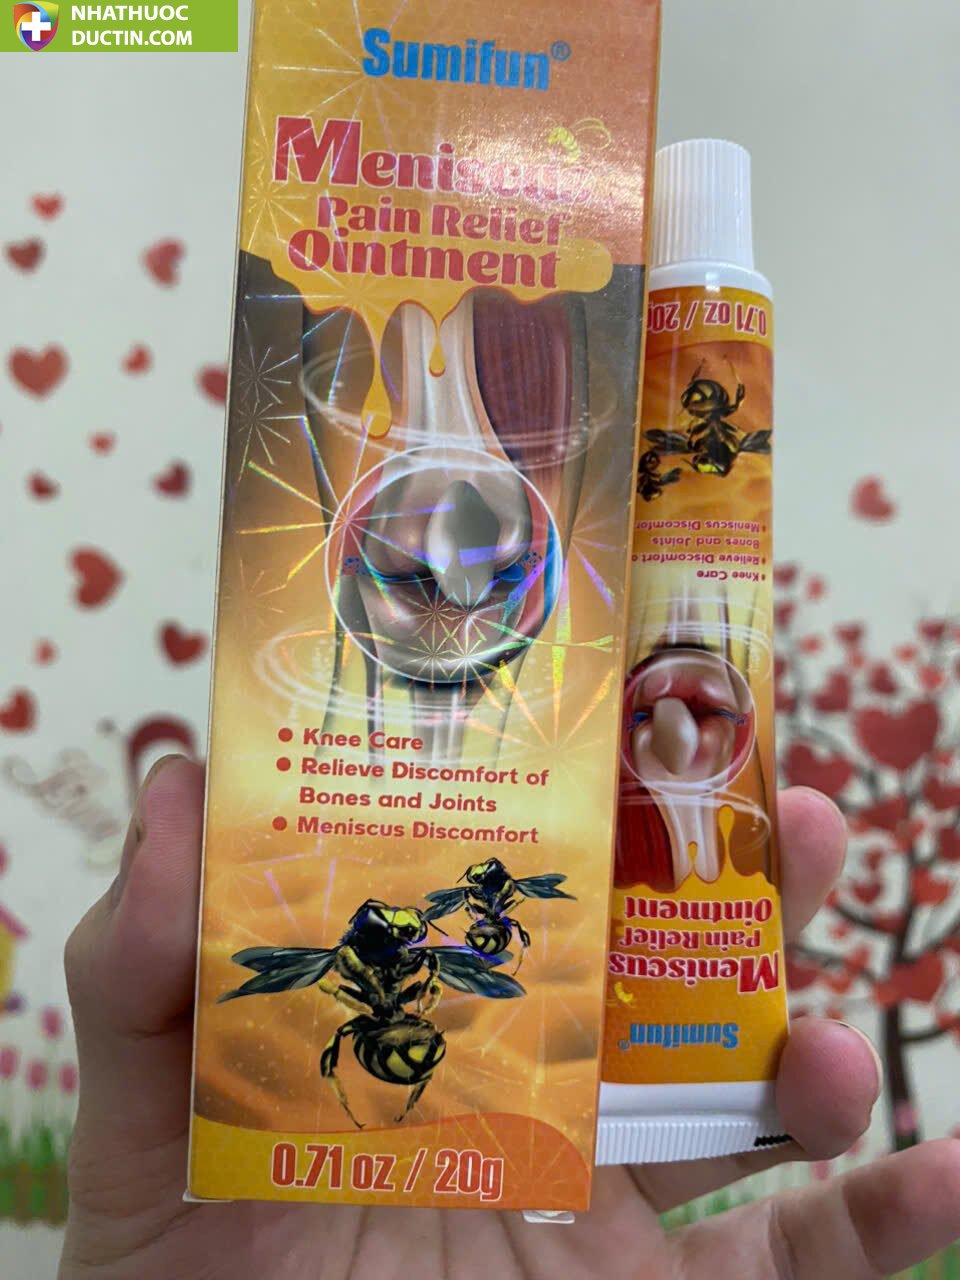 NHATHUOC
DUCTIN.COM
Sumifun®
Meniscus
Pain Relief
Ointment
• Knee Care
• Relieve Discomfort of
Bones and Joints
• Meniscus Discomfort
0.71 oz / 20g
Sumifun®
Meniscus
Pain Relief
Ointment
• Knee Care
• Relieve Discomfort o
Bones and Joints
• Meniscus Discomfor
0.71 oz / 20g